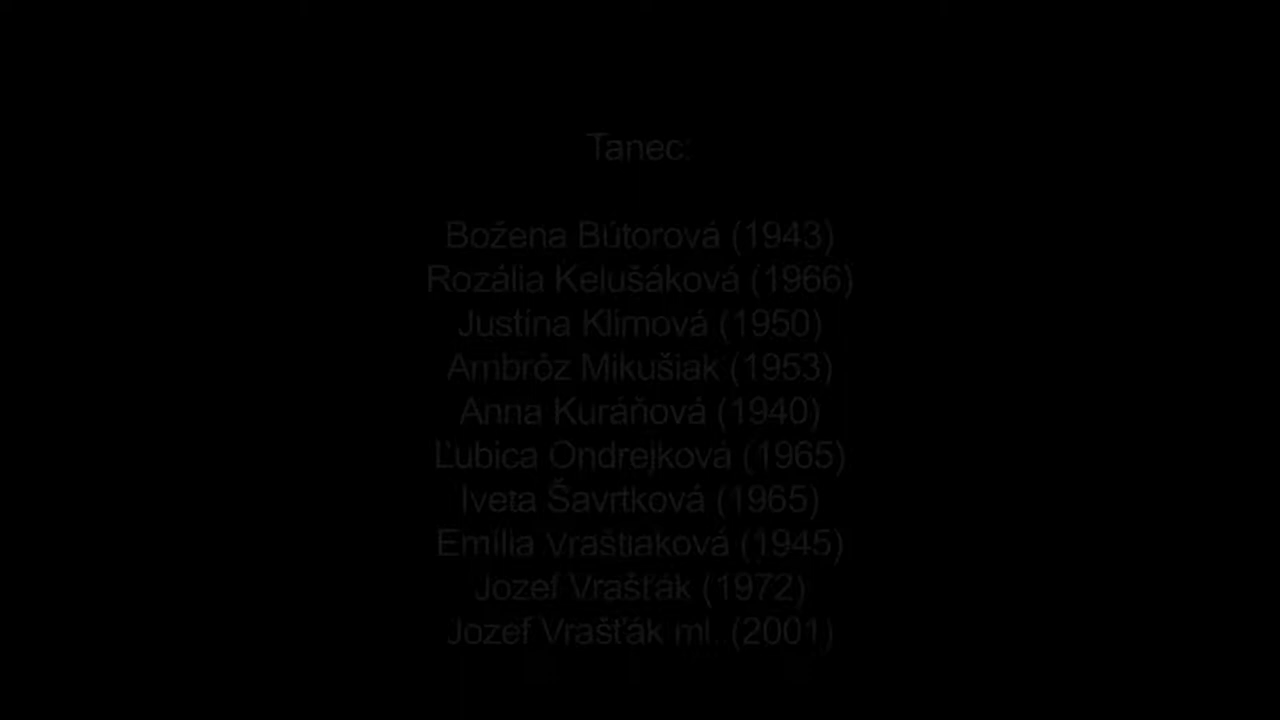 Tanec:
Božena Bútorová (1943)
Rozália Kelušáková (1966)
Justína Klimová (1950)
Ambróz Mikušiak (1953)
Anna Kuráňová (1940)
Ľubica Ondrejková (1965)
Iveta Šavrtková (1965)
Emília Vraštiaková (1945)
Jozef Vrašťák (1972)
Jozef Vrašťák ml. (2001)